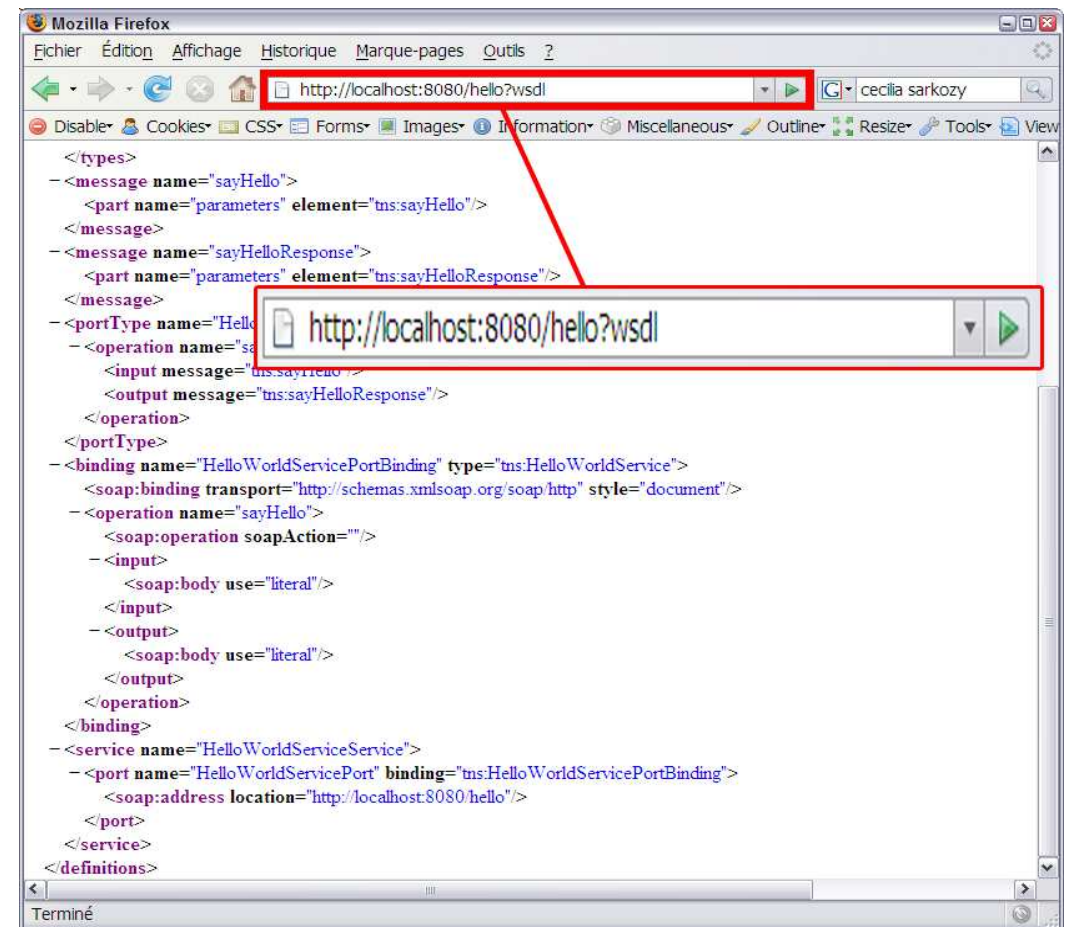 Mozilla Firefox
Fichier Édition Affichage Historique Marque-pages Outils ?
http://localhost:8080/hello?wsdl
G cecilia sarkozy
Disable Cookies CSS Forms Images Information Miscellaneous Outline Resize Tools View
</types>
−<message name="sayHello">
<part name="parameters" element="tns:sayHello"/>
</message>
−<message name="sayHelloResponse">
<part name="parameters" element="tns:sayHelloResponse"/>
</message>
http://localhost:8080/hello?wsdl
−<portType
−<operation
<input message="tns:sayHello"/>
<output message="tns:sayHelloResponse"/>
</operation>
</portType>
−<binding name="HelloWorldServicePortBinding" type="tns:HelloWorldService">
<soap:binding transport="http://schemas.xmlsoap.org/soap/http" style="document"/>
−<operation name="sayHello">
<soap:operation soapAction=""/>
−<input>
<soap:body use="literal"/>
</input>
−<output>
<soap:body use="literal"/>
</output>
</operation>
</binding>
−<service name="HelloWorldServiceService">
−<port name="HelloWorldServicePort" binding="tns:HelloWorldServicePortBinding">
<soap:address location="http://localhost:8080/hello"/>
</port>
</service>
</definitions>
Terminé